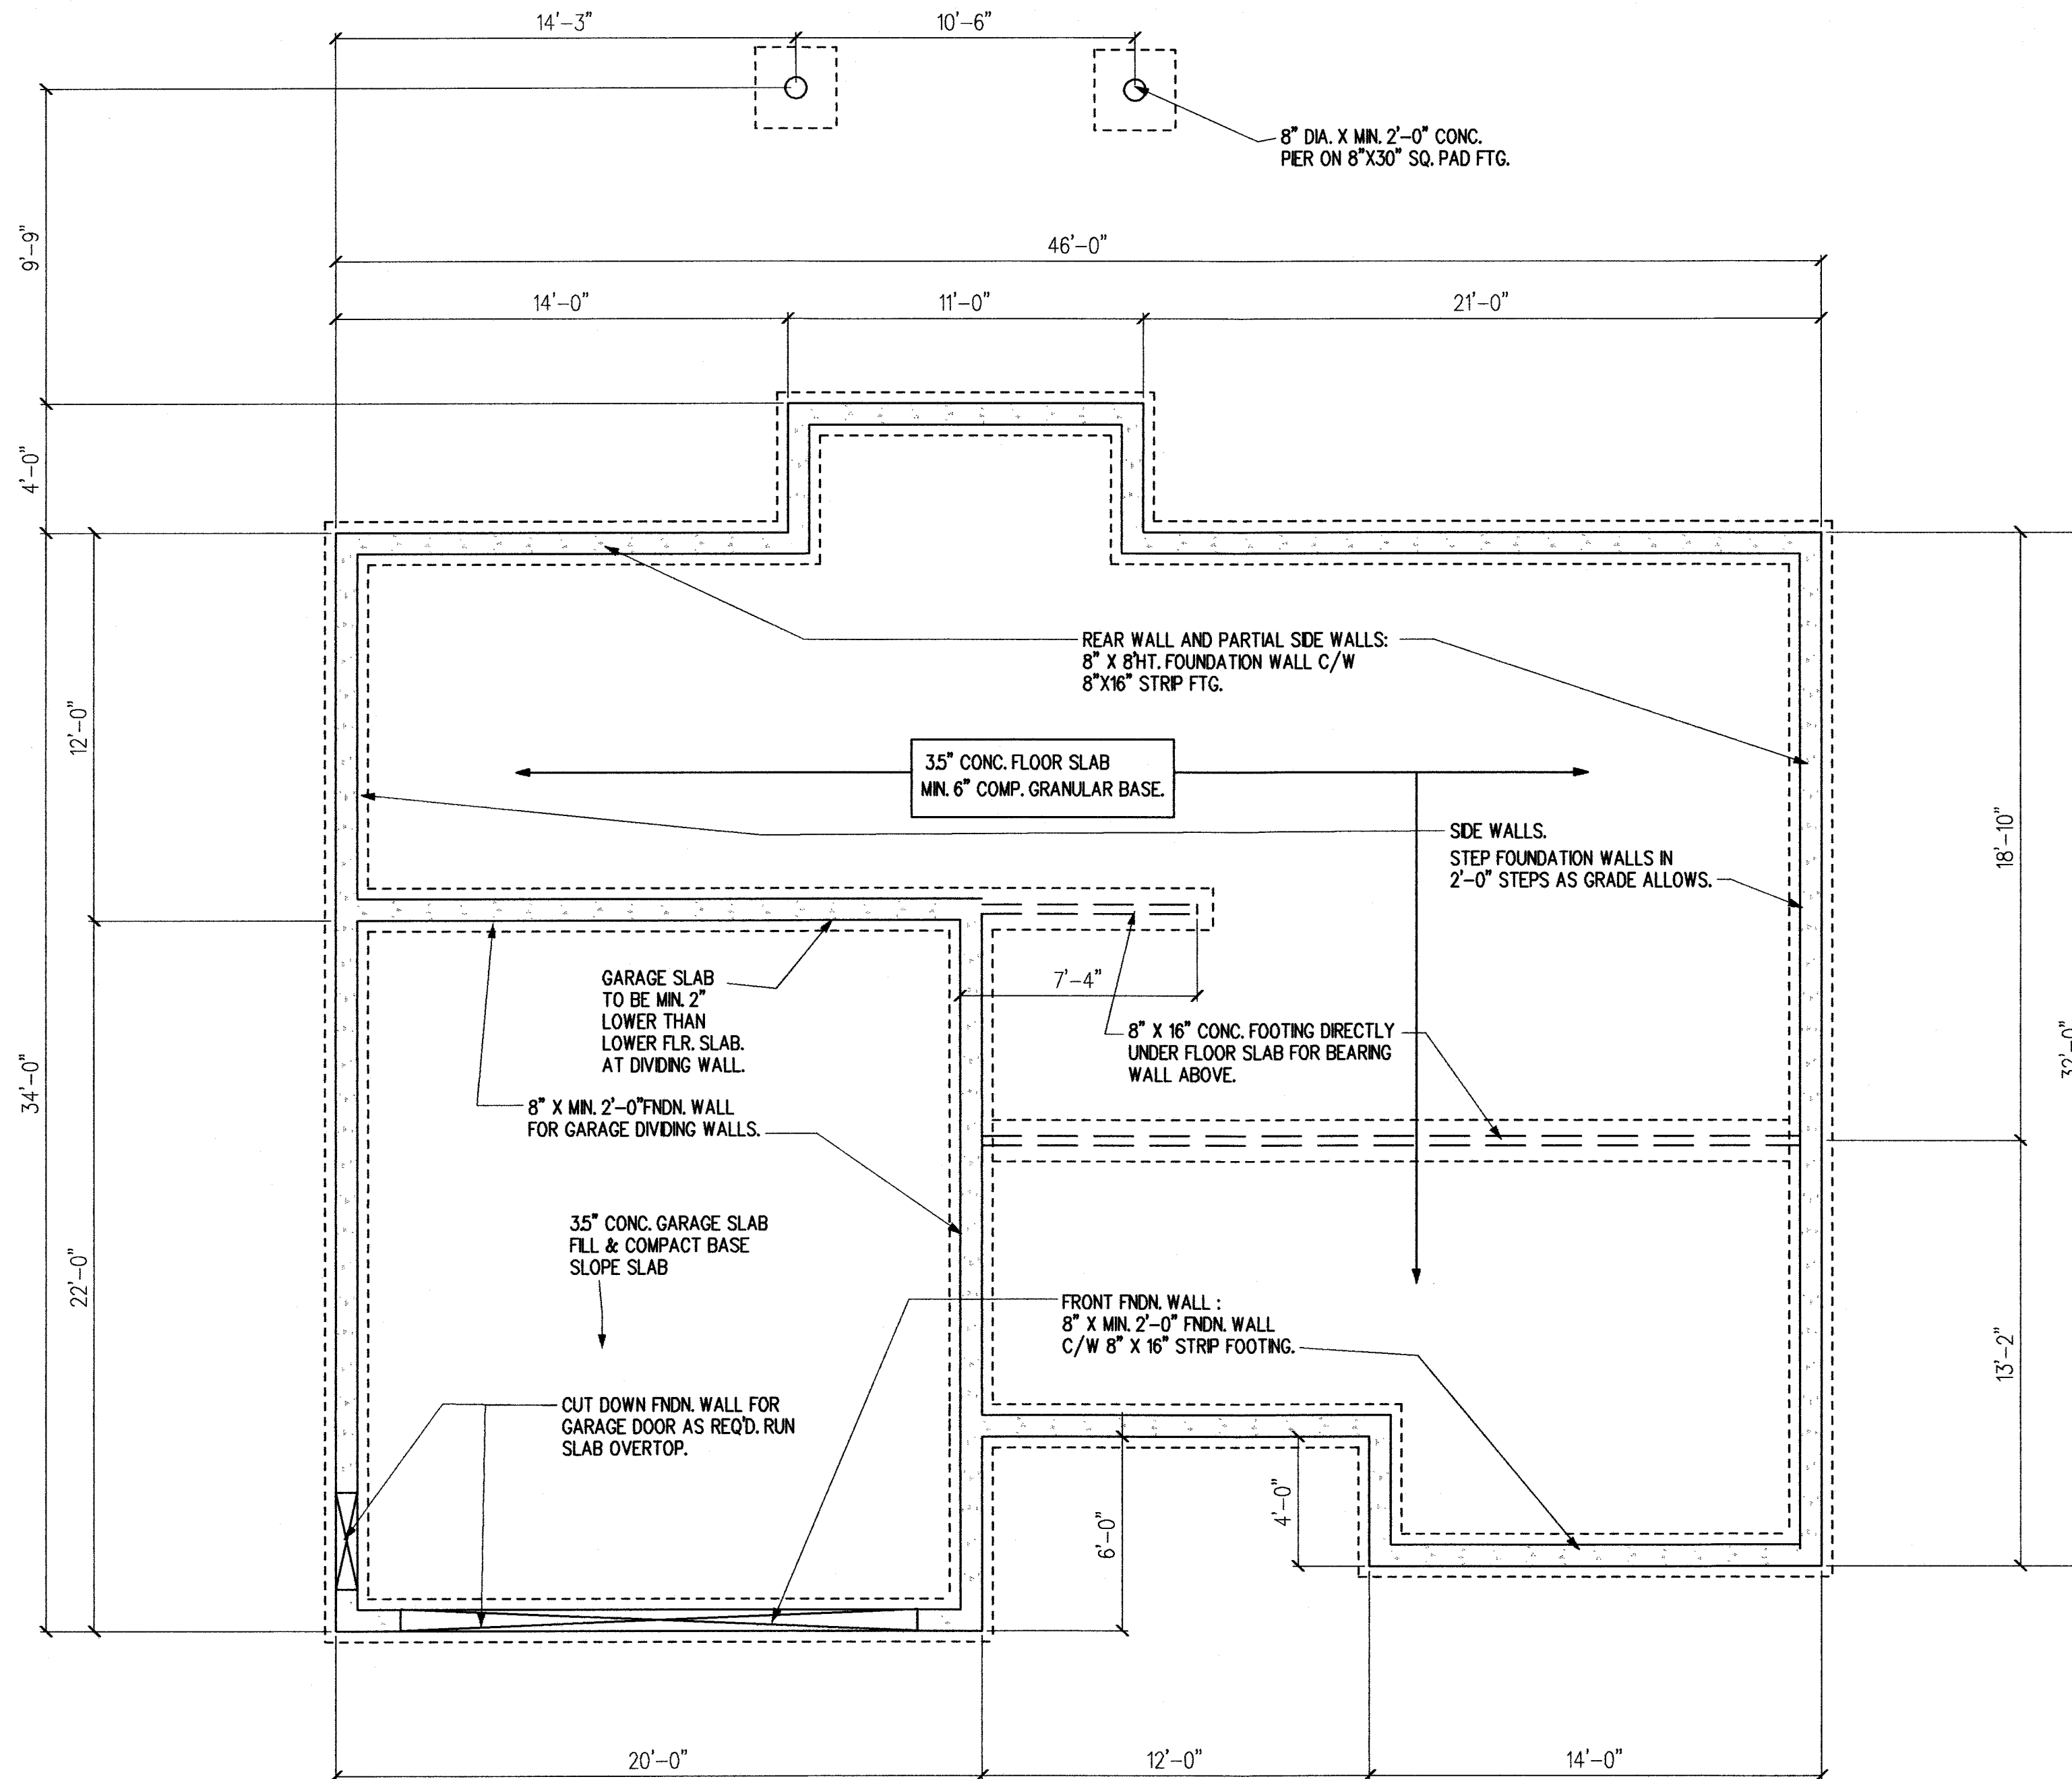 14'-3"
10'-6"
8" DIA. X MIN. 2'-0" CONC.
PIER ON 8"X30" SQ. PAD FTG.
9'-9"
46'-0"
14'-0"
11'-0"
21'-0"
4'-0"
REAR WALL AND PARTIAL SIDE WALLS:
8" X 8'HT. FOUNDATION WALL C/W
8"X16" STRIP FTG.
12'-0"
3.5" CONC. FLOOR SLAB
MIN. 6" COMP. GRANULAR BASE.
SIDE WALLS.
STEP FOUNDATION WALLS IN
2'-0" STEPS AS GRADE ALLOWS.
18'-10"
GARAGE SLAB
TO BE MIN. 2"
LOWER THAN
LOWER FLR. SLAB.
AT DIVIDING WALL.
7'-4"
8" X 16" CONC. FOOTING DIRECTLY
UNDER FLOOR SLAB FOR BEARING
WALL ABOVE.
34'-0"
32'-0"
8" X MIN. 2'-0"FNDN. WALL
FOR GARAGE DIVIDING WALLS.
3.5" CONC. GARAGE SLAB
FILL & COMPACT BASE
SLOPE SLAB
22'-0"
FRONT FNDN. WALL :
8" X MIN. 2'-0" FNDN. WALL
C/W 8" X 16" STRIP FOOTING.
13'-2"
CUT DOWN FNDN. WALL FOR
GARAGE DOOR AS REQ'D. RUN
SLAB OVERTOP.
4'-0"
6'-0"
20'-0"
12'-0"
14'-0"